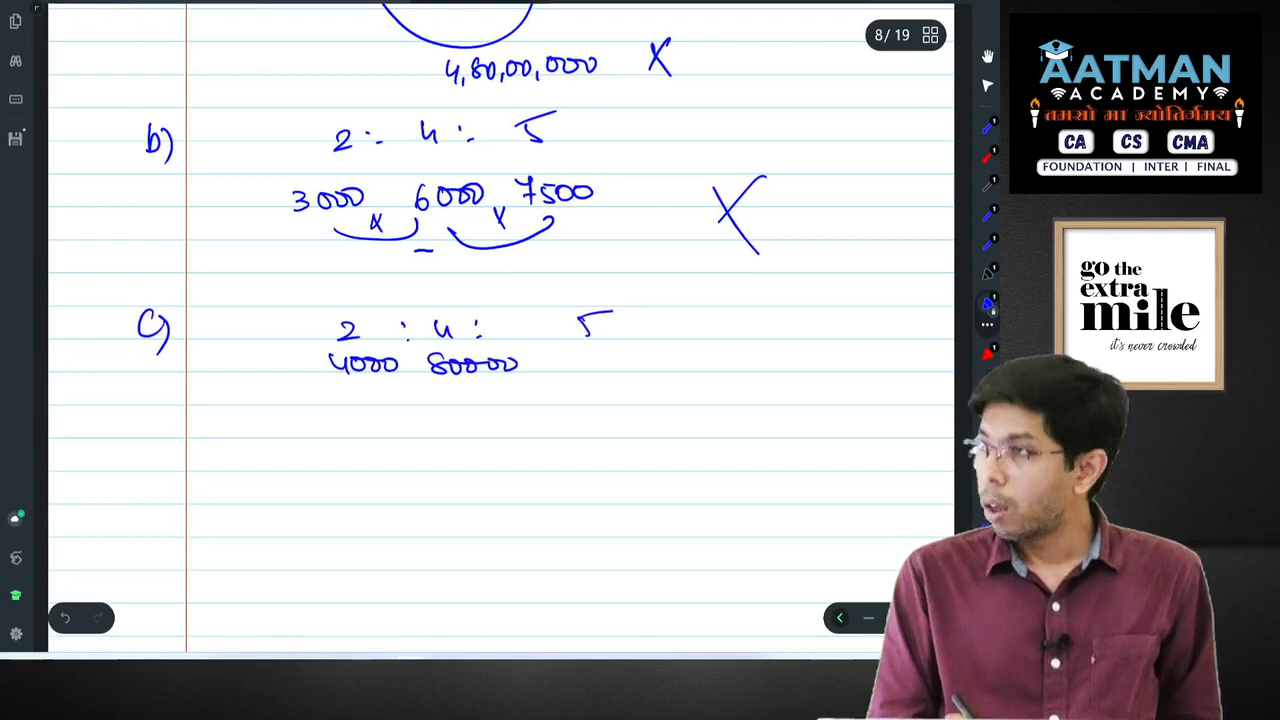 8 / 19
4,80,00,000 X
b) 2 : 4 : 5
3000 6000 7500 X
x x
c) 2 : 4 : 5
4000 80000
AATMAN
ACADEMY
तमसो मा ज्योतिर्गमय
CA CS CMA
FOUNDATION | INTER | FINAL
go the
extra
mile
it's never crowded